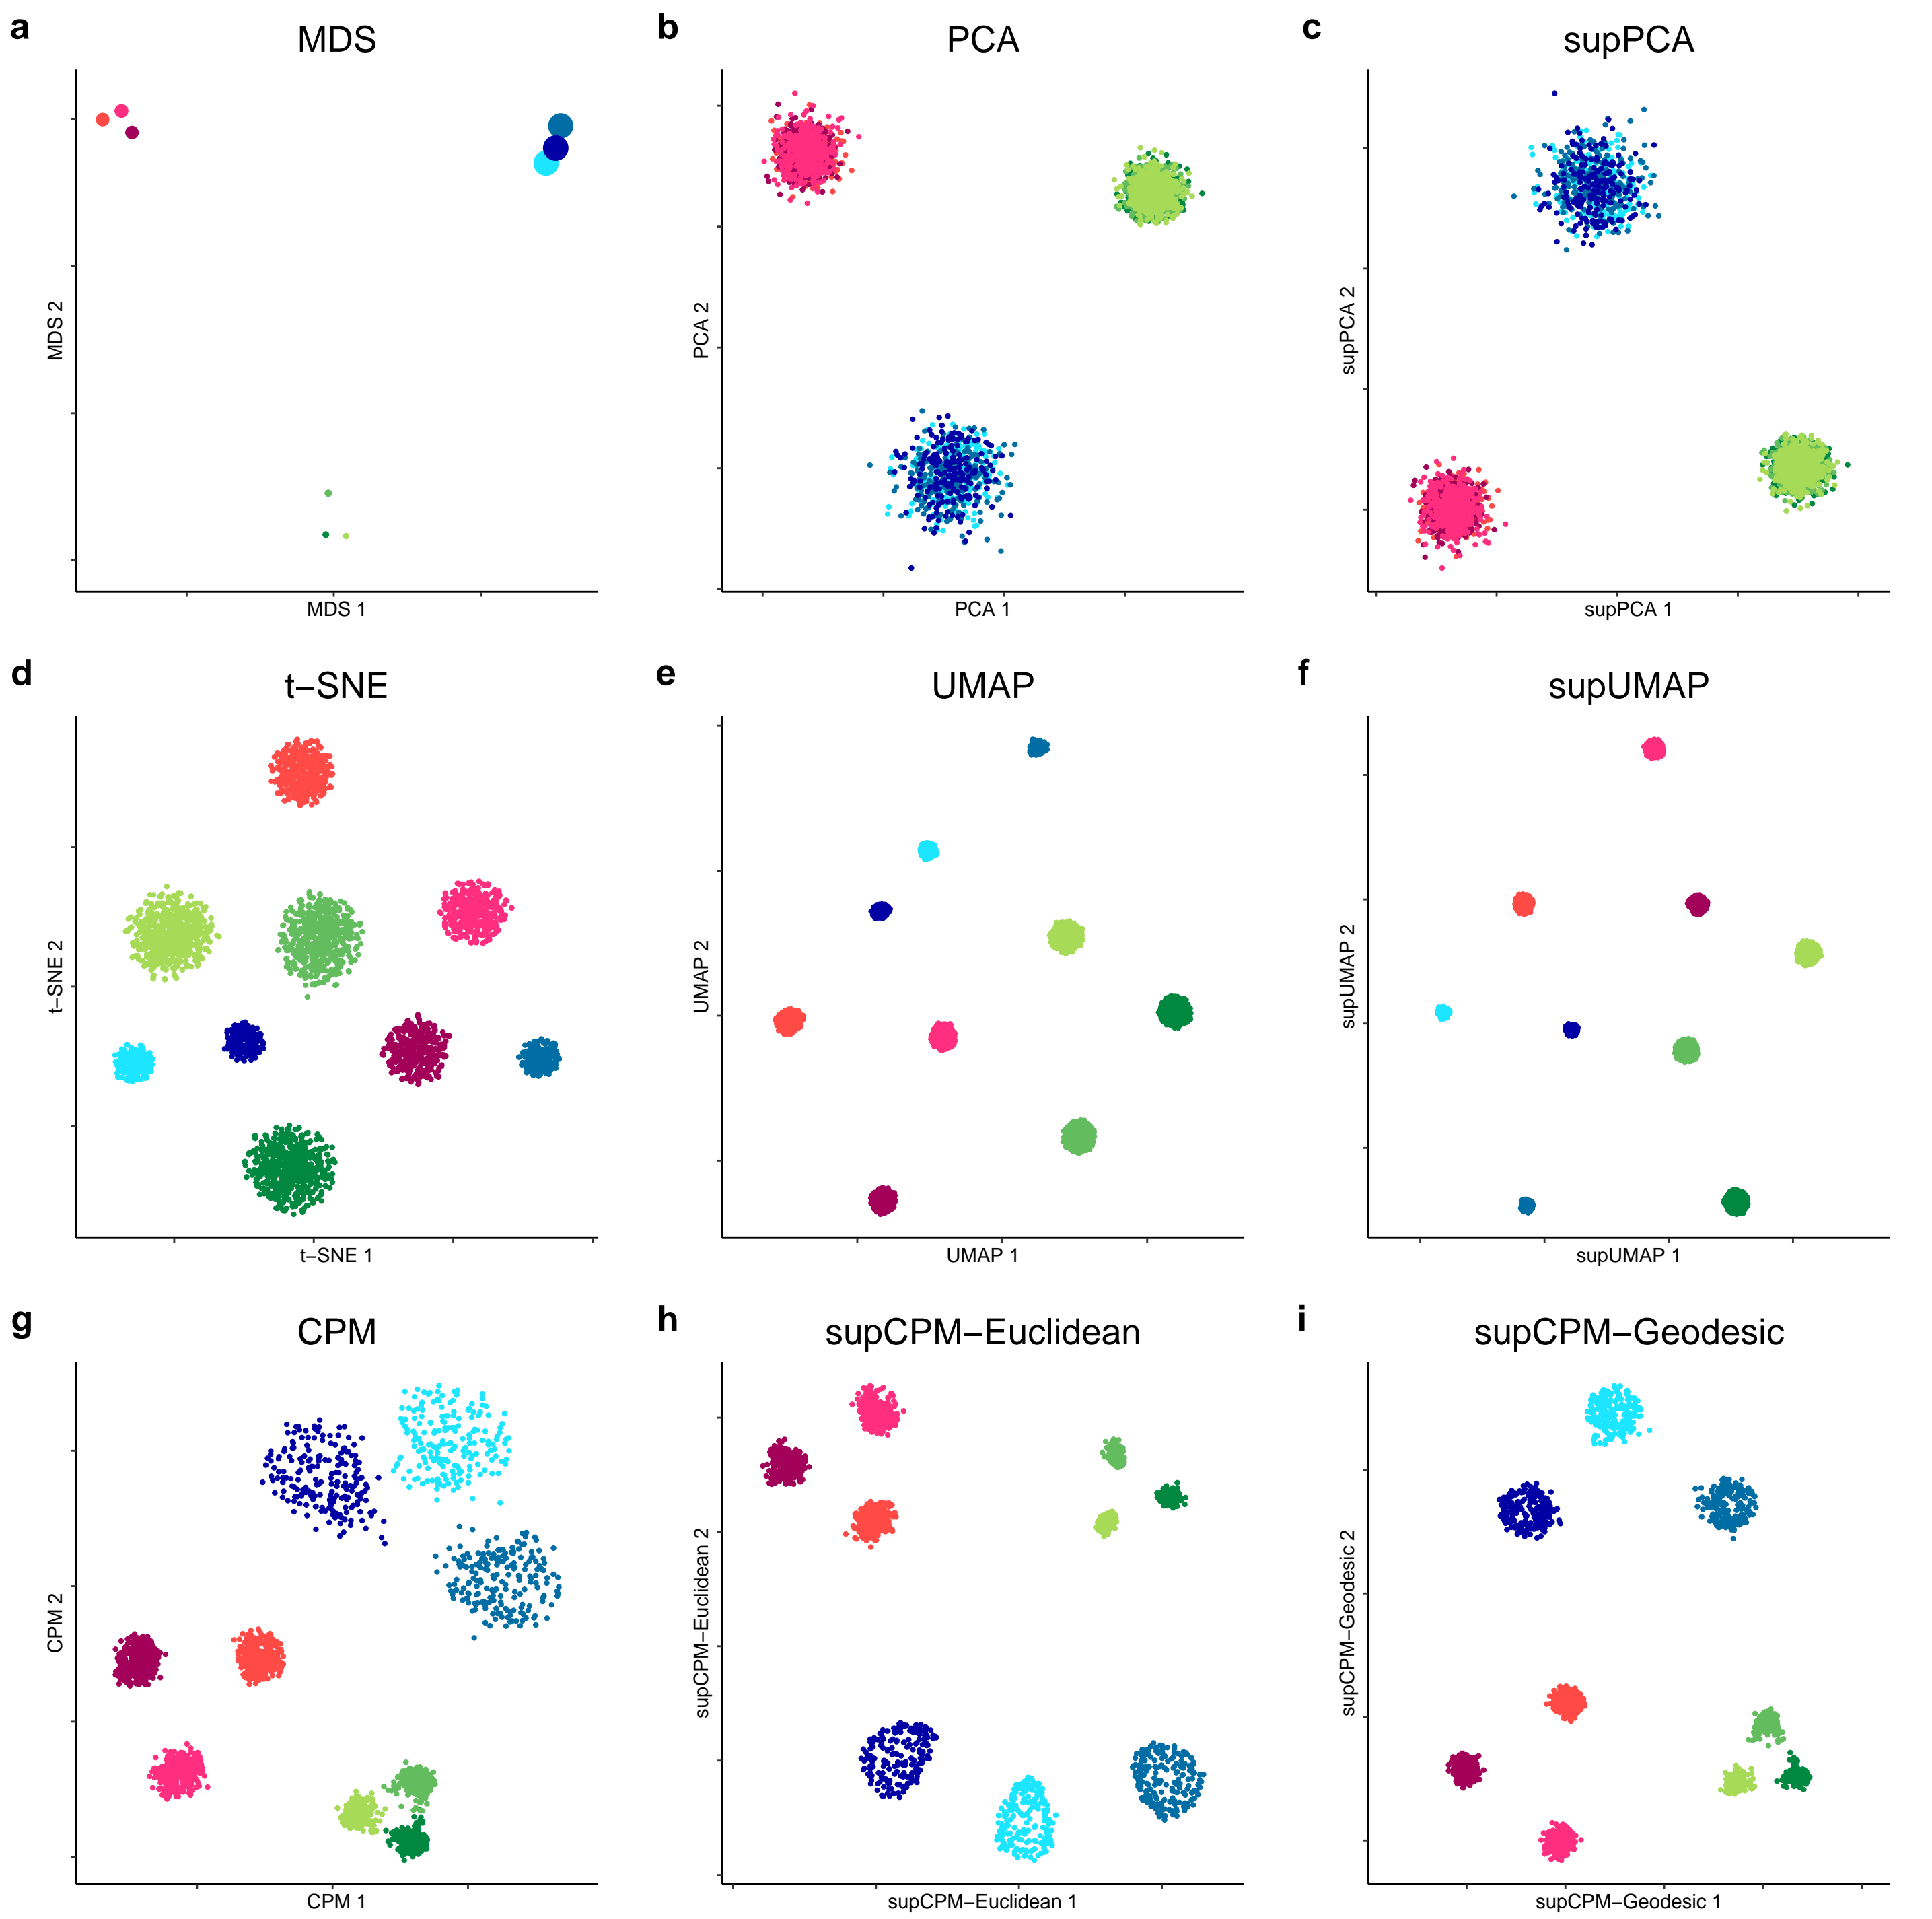 a
MDS
MDS 2
MDS 1
b
PCA
PCA 2
PCA 1
c
supPCA
supPCA 2
supPCA 1
d
t−SNE
t−SNE 2
t−SNE 1
e
UMAP
UMAP 2
UMAP 1
f
supUMAP
supUMAP 2
supUMAP 1
g
CPM
CPM 2
CPM 1
h
supCPM−Euclidean
supCPM−Euclidean 2
supCPM−Euclidean 1
i
supCPM−Geodesic
supCPM−Geodesic 2
supCPM−Geodesic 1